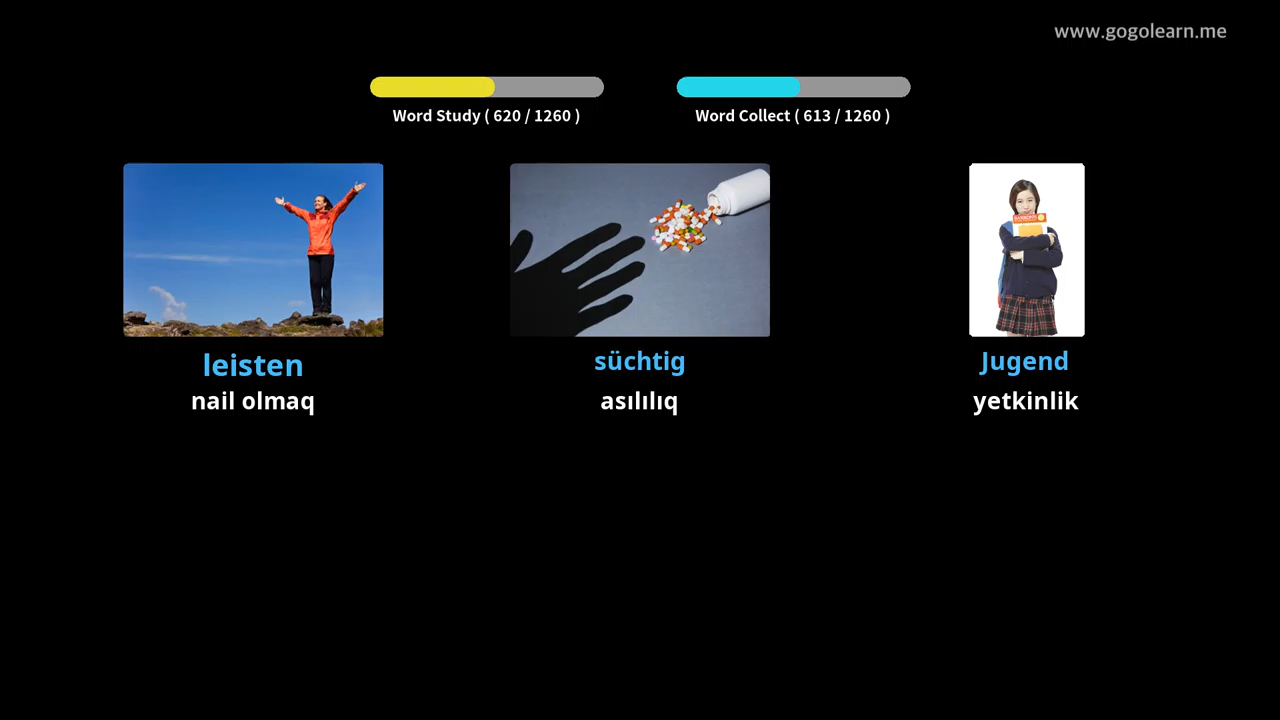 www.gogolearn.me
Word Study ( 620 / 1260 )
Word Collect ( 613 / 1260 )
leisten
süchtig
Jugend
nail olmaq
asılılıq
yetkinlik